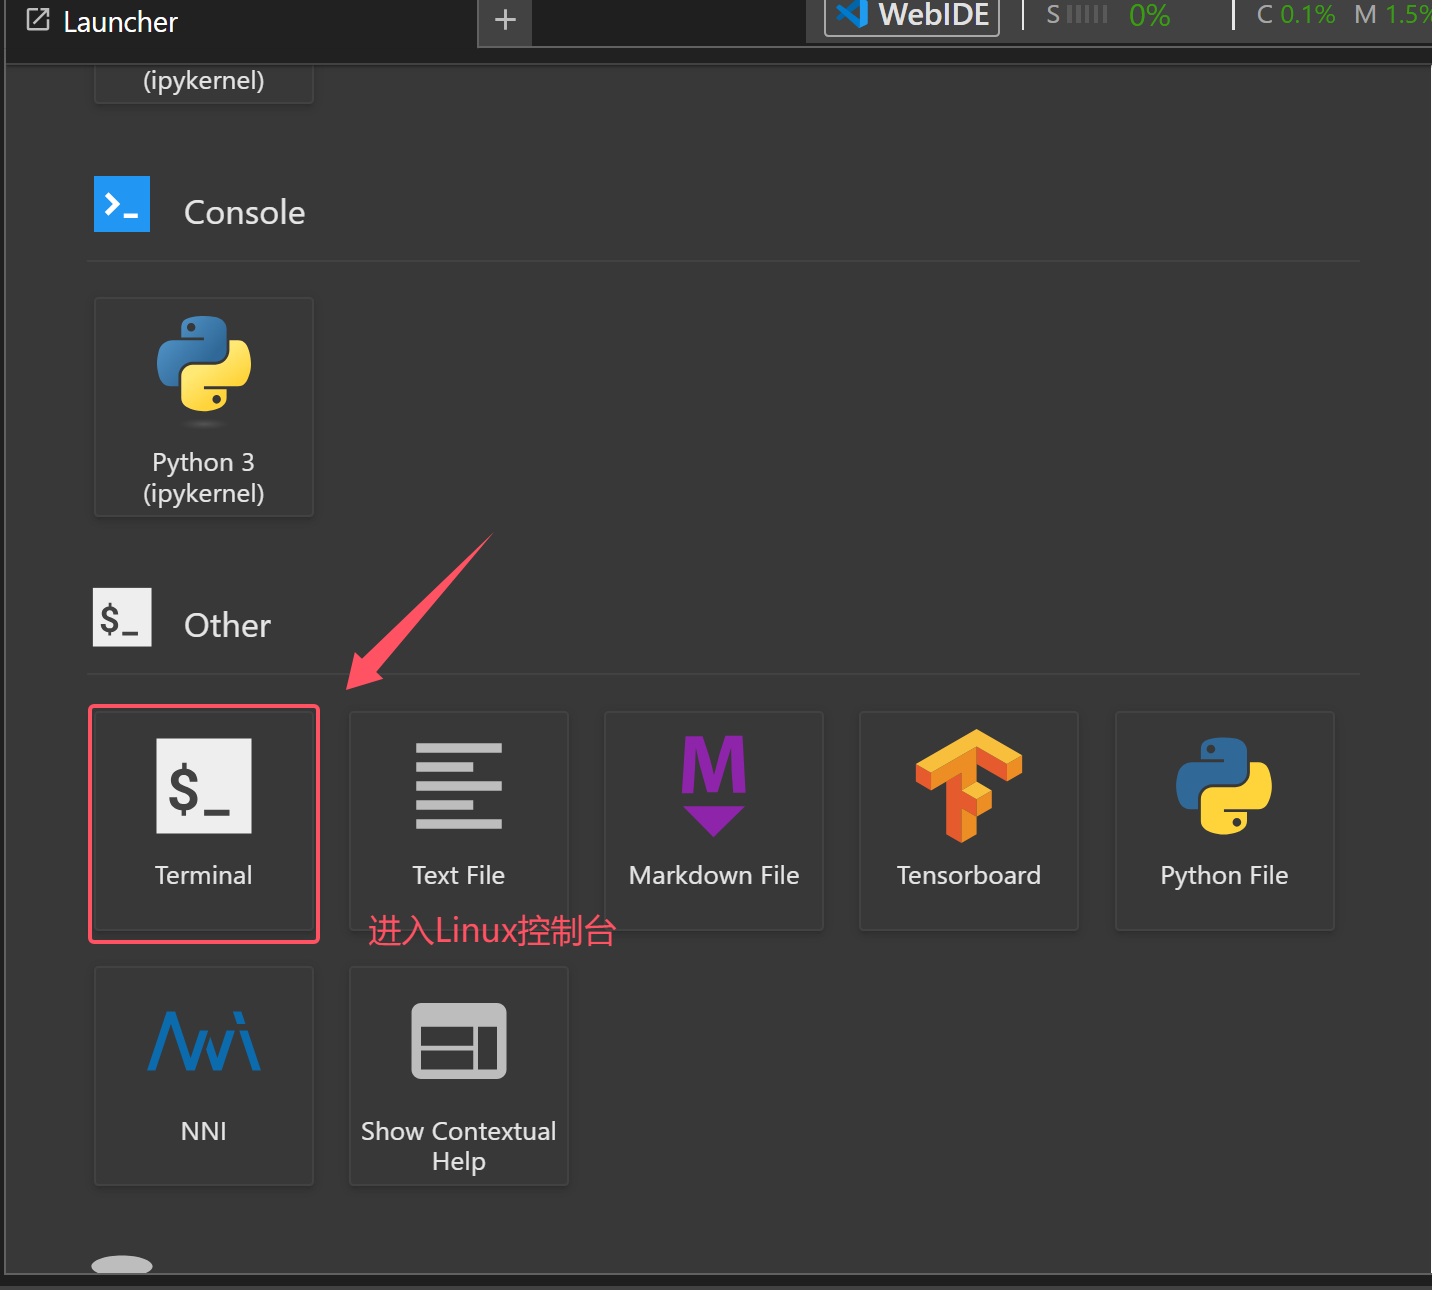 Launcher
+
WebIDE
S
0%
C 0.1% M 1.5%
(ipykernel)
>_
Console
Python 3
(ipykernel)
$_
Other
$_
Terminal
Text File
M
Markdown File
Tensorboard
Python File
进入Linux控制台
NNI
Show Contextual
Help